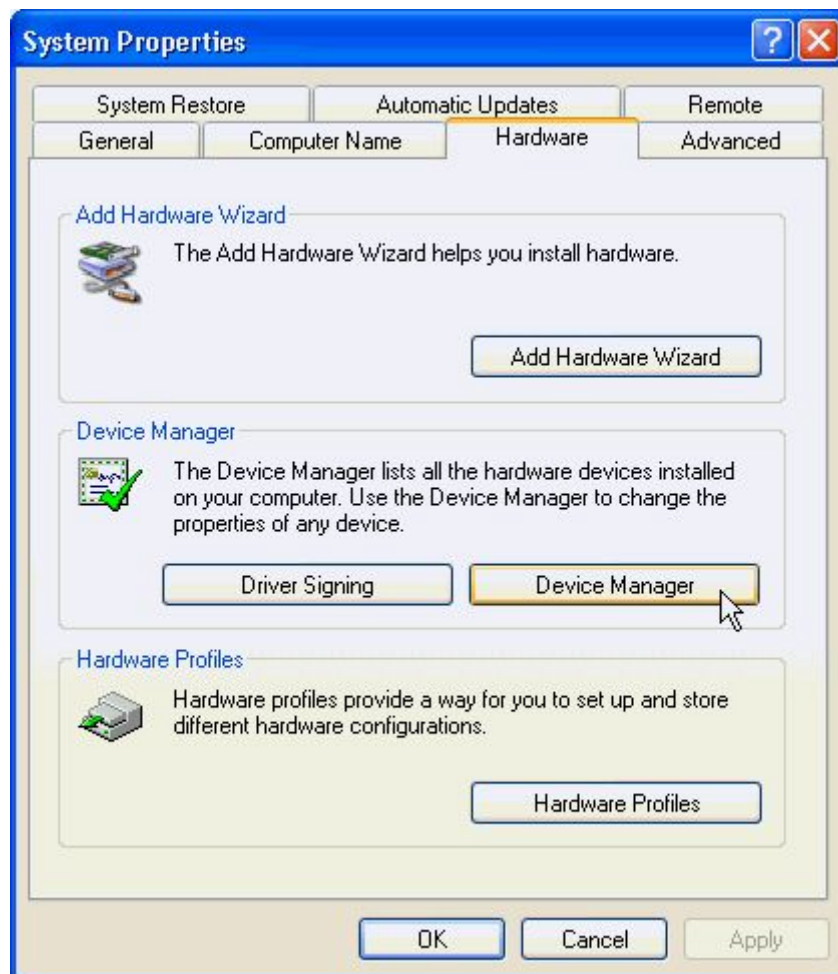 System Properties
System Restore
Automatic Updates
Remote
General
Computer Name
Hardware
Advanced
Add Hardware Wizard
The Add Hardware Wizard helps you install hardware.
Add Hardware Wizard
Device Manager
The Device Manager lists all the hardware devices installed
on your computer. Use the Device Manager to change the
properties of any device.
Driver Signing
Device Manager
Hardware Profiles
Hardware profiles provide a way for you to set up and store
different hardware configurations.
Hardware Profiles
OK
Cancel
Apply